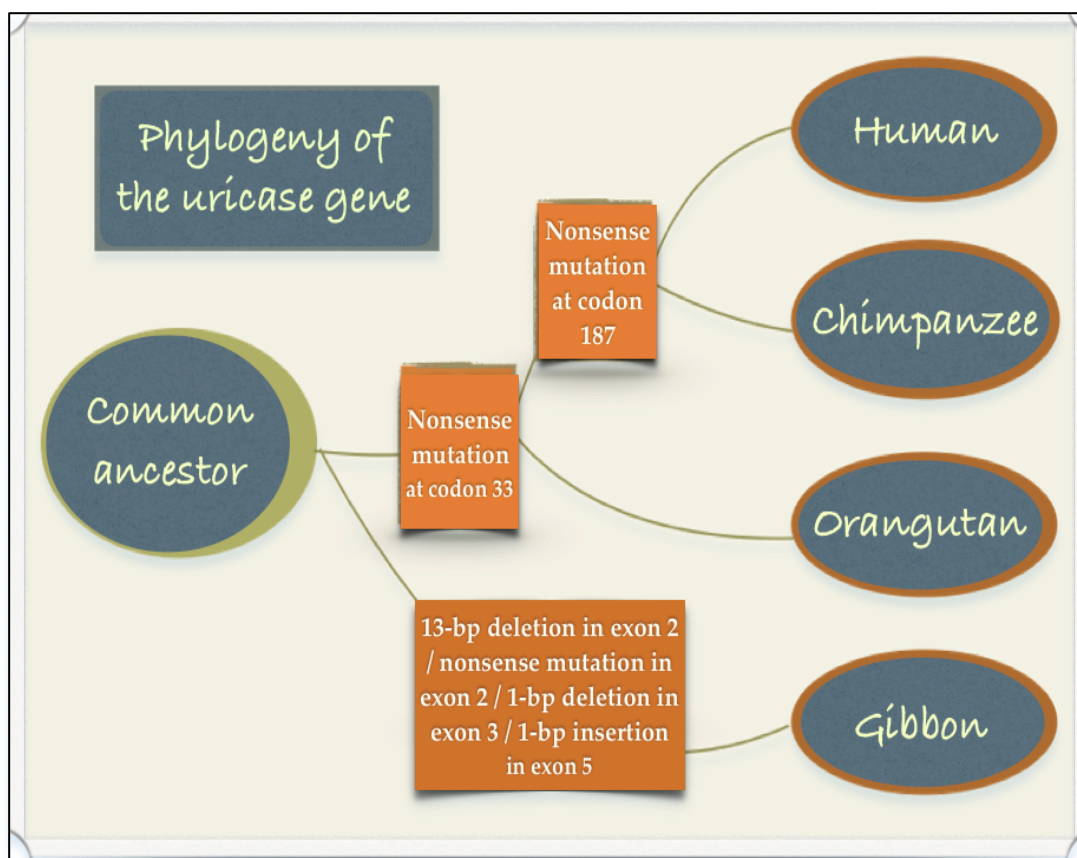 Phylogeny of
the uricase gene
Human
Nonsense
mutation
at codon
187
Chimpanzee
Common
ancestor
Nonsense
mutation
at codon 33
Orangutan
13-bp deletion in exon 2
/ nonsense mutation in
exon 2 / 1-bp deletion in
exon 3 / 1-bp insertion
in exon 5
Gibbon